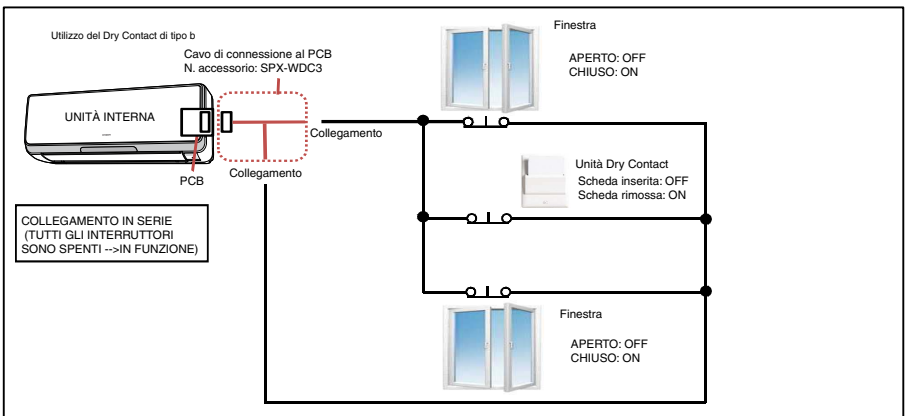 Utilizzo del Dry Contact di tipo b
Cavo di connessione al PCB
N. accessorio: SPX-WDC3
UNITÀ INTERNA
PCB
Collegamento
Collegamento
COLLEGAMENTO IN SERIE
(TUTTI GLI INTERRUTTORI
SONO SPENTI -->IN FUNZIONE)
Finestra
APERTO: OFF
CHIUSO: ON
Unità Dry Contact
Scheda inserita: OFF
Scheda rimossa: ON
Finestra
APERTO: OFF
CHIUSO: ON